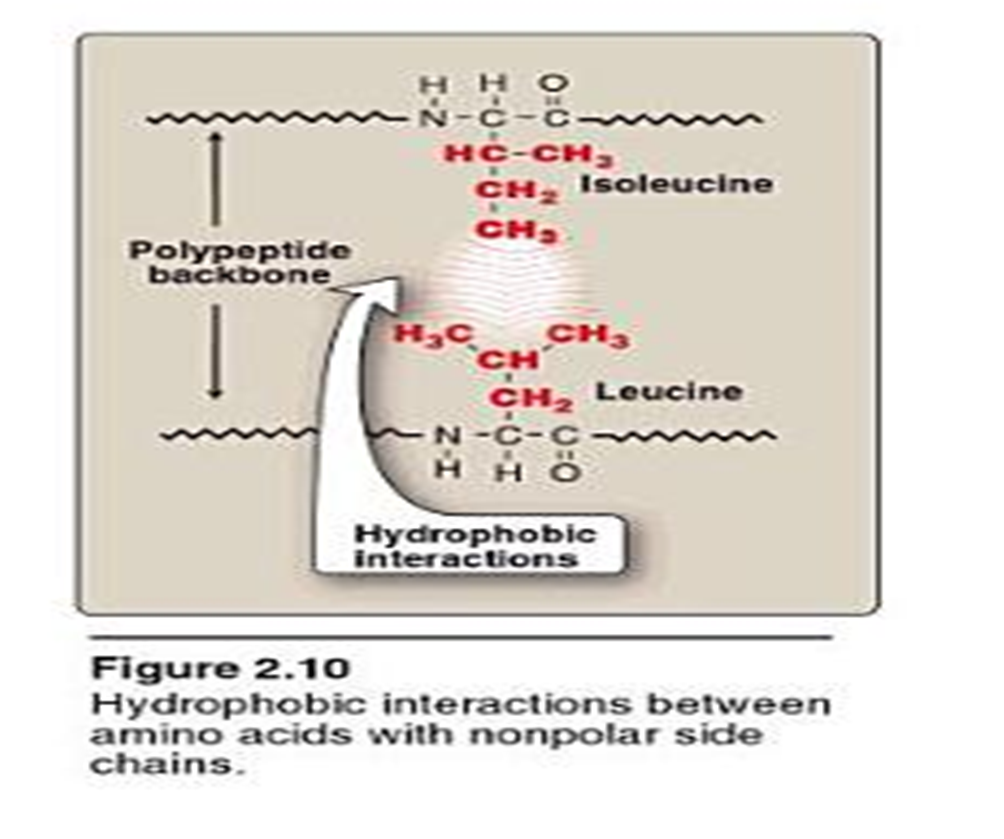 H H O
N-C-C
HC-CH3
CH2 Isoleucine
CH3
Polypeptide
backbone
H3C CH3
CH
CH2 Leucine
N-C-C
H H O
Hydrophobic
interactions
Figure 2.10
Hydrophobic interactions between
amino acids with nonpolar side
chains.